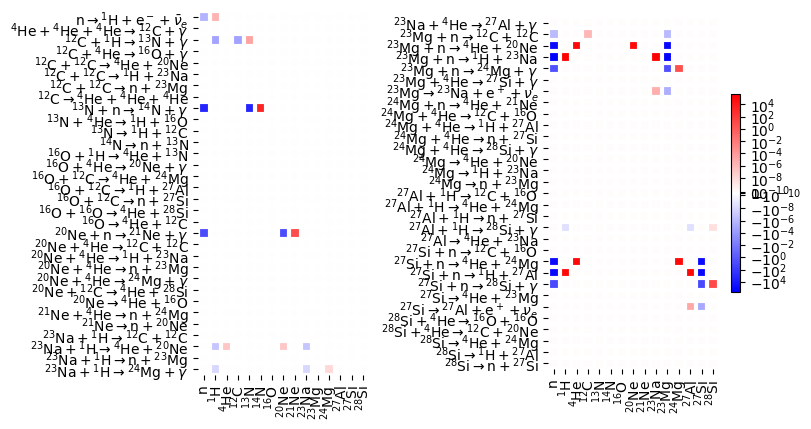 n → ¹H + e⁻ + ν̄ₑ
⁴He + ⁴He + ⁴He → ¹²C + γ
¹²C + ¹H → ¹³N + γ
¹²C + ⁴He → ¹⁶O + γ
¹²C + ¹²C → ⁴He + ²⁰Ne
¹²C + ¹²C → ¹H + ²³Na
¹²C + ¹²C → n + ²³Mg
¹²C → ⁴He + ⁴He + ⁴He
¹³N + n → ¹⁴N + γ
¹³N + ⁴He → ¹H + ¹⁶O
¹³N → ¹H + ¹²C
¹⁴N → n + ¹³N
¹⁶O + ¹H → ⁴He + ¹³N
¹⁶O + ⁴He → ²⁰Ne + γ
¹⁶O + ¹²C → ⁴He + ²⁴Mg
¹⁶O + ¹²C → ¹H + ²⁷Al
¹⁶O + ¹²C → n + ²⁷Si
¹⁶O + ¹⁶O → ⁴He + ²⁸Si
¹⁶O → ⁴He + ¹²C
²⁰Ne + n → ²¹Ne + γ
²⁰Ne + ⁴He → ¹²C + ¹²C
²⁰Ne + ⁴He → ¹H + ²³Na
²⁰Ne + ⁴He → n + ²³Mg
²⁰Ne + ⁴He → ²⁴Mg + γ
²⁰Ne + ¹²C → ⁴He + ²⁸Si
²⁰Ne → ⁴He + ¹⁶O
²¹Ne + ⁴He → n + ²⁴Mg
²¹Ne → n + ²⁰Ne
²³Na + ¹H → ¹²C + ¹²C
²³Na + ¹H → ⁴He + ²⁰Ne
²³Na + ¹H → n + ²³Mg
²³Na + ¹H → ²⁴Mg + γ
n ¹H ⁴He ¹²C ¹³N ¹⁴N ¹⁶O ²⁰Ne ²¹Ne ²³Na ²³Mg ²⁴Mg ²⁷Al ²⁷Si ²⁸Si
²³Na + ⁴He → ²⁷Al + γ
²³Mg + n → ¹²C + ¹²C
²³Mg + n → ⁴He + ²⁰Ne
²³Mg + n → ¹H + ²³Na
²³Mg + n → ²⁴Mg + γ
²³Mg + ⁴He → ²⁷Si + γ
²³Mg → ²³Na + e⁺ + νₑ
²⁴Mg + n → ⁴He + ²¹Ne
²⁴Mg + ⁴He → ¹²C + ¹⁶O
²⁴Mg + ⁴He → ¹H + ²⁷Al
²⁴Mg + ⁴He → n + ²⁷Si
²⁴Mg + ⁴He → ²⁸Si + γ
²⁴Mg → ⁴He + ²⁰Ne
²⁴Mg → ¹H + ²³Na
²⁴Mg → n + ²³Mg
²⁷Al + ¹H → ¹²C + ¹⁶O
²⁷Al + ¹H → ⁴He + ²⁴Mg
²⁷Al + ¹H → n + ²⁷Si
²⁷Al + ¹H → ²⁸Si + γ
²⁷Al → ⁴He + ²³Na
²⁷Si + n → ¹²C + ¹⁶O
²⁷Si + n → ⁴He + ²⁴Mg
²⁷Si + n → ¹H + ²⁷Al
²⁷Si + n → ²⁸Si + γ
²⁷Si → ⁴He + ²³Mg
²⁷Si → ²⁷Al + e⁺ + νₑ
²⁸Si + ⁴He → ¹⁶O + ¹⁶O
²⁸Si + ⁴He → ¹²C + ²⁰Ne
²⁸Si → ⁴He + ²⁴Mg
²⁸Si → ¹H + ²⁷Al
²⁸Si → n + ²⁷Si
n ¹H ⁴He ¹²C ¹³N ¹⁴N ¹⁶O ²⁰Ne ²¹Ne ²³Na ²³Mg ²⁴Mg ²⁷Al ²⁷Si ²⁸Si
10⁴
10²
10⁰
10⁻²
10⁻⁴
10⁻⁶
10⁻⁸
10⁻¹⁰
−10⁻¹⁰
−10⁻⁸
−10⁻⁶
−10⁻⁴
−10⁻²
−10⁰
−10²
−10⁴